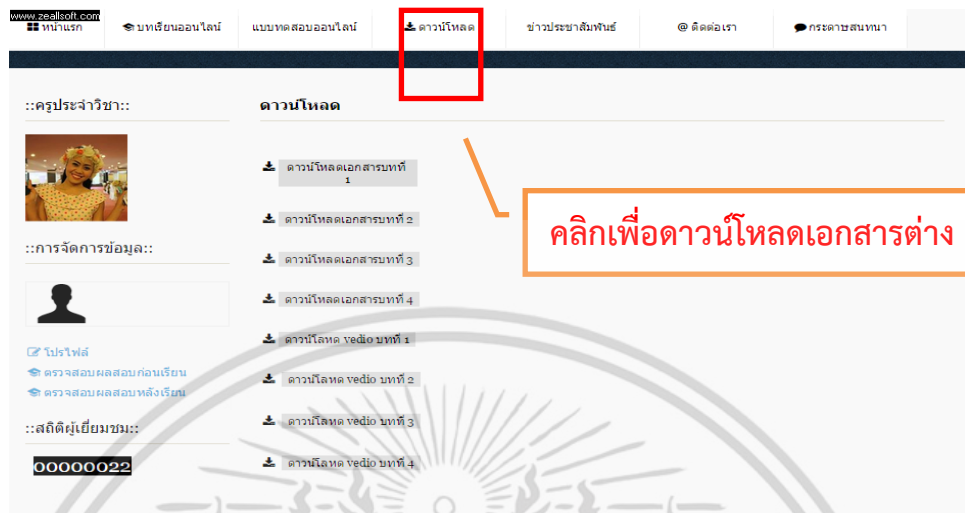 www.zeallsoft.com
หน้าแรก บทเรียนออนไลน์ แบบทดสอบออนไลน์ ดาวน์โหลด ข่าวประชาสัมพันธ์ @ ติดต่อเรา กระดาษสนทนา
::ครูประจำวิชา::
ดาวน์โหลด
ดาวน์โหลดเอกสารบทที่
1
ดาวน์โหลดเอกสารบทที่ 2
ดาวน์โหลดเอกสารบทที่ 3
ดาวน์โหลดเอกสารบทที่ 4
ดาวน์โลหด vedio บทที่ 1
ดาวน์โลหด vedio บทที่ 2
ดาวน์โลหด vedio บทที่ 3
ดาวน์โลหด vedio บทที่ 4
คลิกเพื่อดาวน์โหลดเอกสารต่าง
::การจัดการข้อมูล::
โปรไฟล์
ตรวจสอบผลสอบก่อนเรียน
ตรวจสอบผลสอบหลังเรียน
::สถิติผู้เยี่ยมชม::
00000022